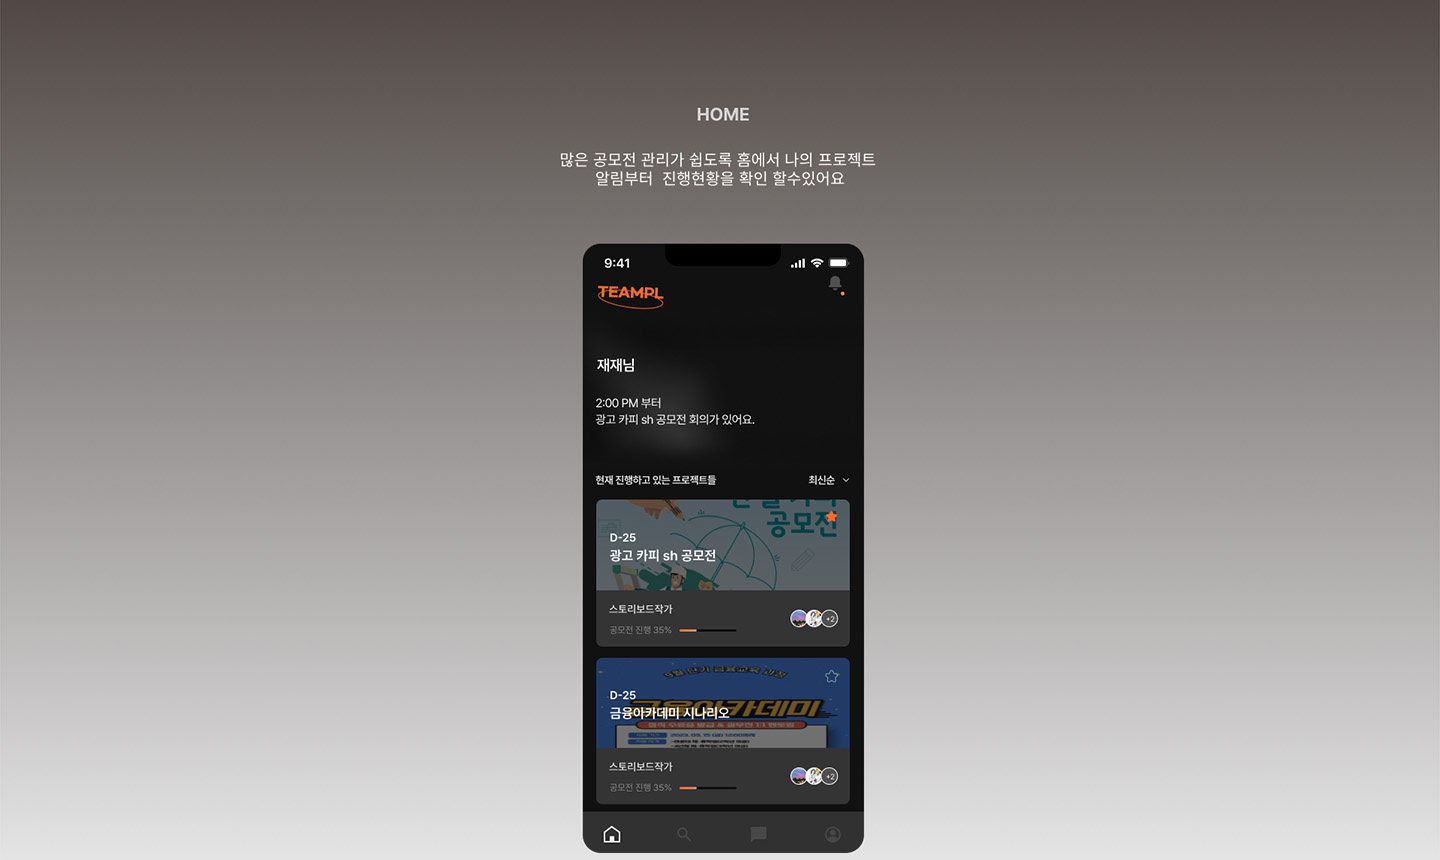 HOME
많은 공모전 관리가 쉽도록 홈에서 나의 프로젝트
알림부터 진행현황을 확인 할수있어요
9:41
TEAMPL
재재님
2:00 PM 부터
광고 카피 sh 공모전 회의가 있어요.
현재 진행하고 있는 프로젝트들 최신순
공모전
D-25
광고 카피 sh 공모전
스토리보드작가
+2
공모전 진행 35%
D-25
금융아카데미
금융아카데미 시나리오
스토리보드작가
+2
공모전 진행 35%